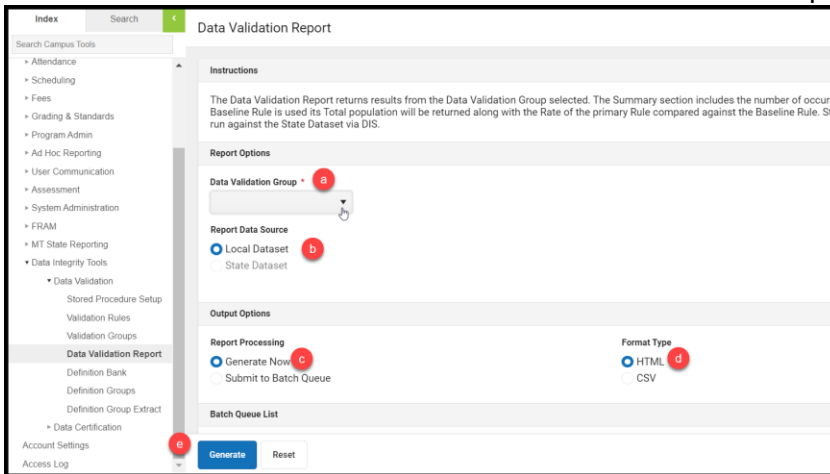 Index
Search
Data Validation Report
Search Campus Tools
Attendance
Scheduling
Fees
Grading & Standards
Program Admin
Ad Hoc Reporting
User Communication
Assessment
System Administration
FRAM
MT State Reporting
Data Integrity Tools
Data Validation
Stored Procedure Setup
Validation Rules
Validation Groups
Data Validation Report
Definition Bank
Definition Groups
Definition Group Extract
Data Certification
Account Settings
Access Log
Instructions
The Data Validation Report returns results from the Data Validation Group selected. The Summary section includes the number of occur
Baseline Rule is used its Total population will be returned along with the Rate of the primary Rule compared against the Baseline Rule. S
run against the State Dataset via DIS.
Report Options
Data Validation Group * a
Report Data Source
Local Dataset b
State Dataset
Output Options
Report Processing
Generate Now c
Submit to Batch Queue
Format Type
HTML d
CSV
Batch Queue List
e
Generate Reset